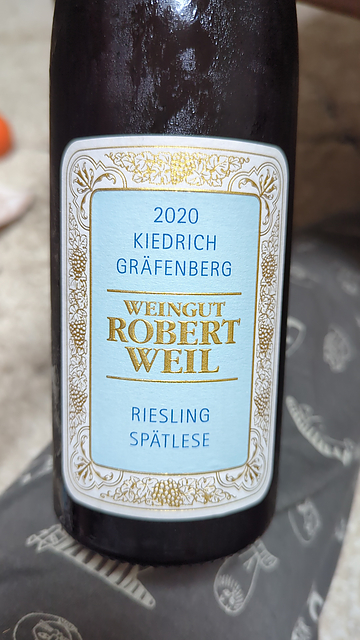 2020
KIEDRICH
GRÄFENBERG
WEINGUT
ROBERT
WEIL
RIESLING
SPÄTLESE